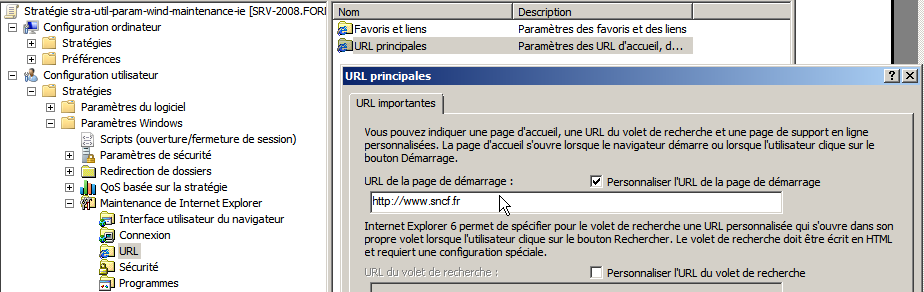 Stratégie stra-util-param-wind-maintenance-ie [SRV-2008.FORM
Configuration ordinateur
Stratégies
Préférences
Configuration utilisateur
Stratégies
Paramètres du logiciel
Paramètres Windows
Scripts (ouverture/fermeture de session)
Paramètres de sécurité
Redirection de dossiers
QoS basée sur la stratégie
Maintenance de Internet Explorer
Interface utilisateur du navigateur
Connexion
URL
Sécurité
Programmes
Nom Description
Favoris et liens Paramètres des favoris et des liens
URL principales Paramètres des URL d'accueil, d...
URL principales
URL importantes
Vous pouvez indiquer une page d'accueil, une URL du volet de recherche et une page de support en ligne
personnalisées. La page d'accueil s'ouvre lorsque le navigateur démarre ou lorsque l'utilisateur clique sur le
bouton Démarrage.
URL de la page de démarrage : Personnaliser l'URL de la page de démarrage
http://www.sncf.fr
Internet Explorer 6 permet de spécifier pour le volet de recherche une URL personnalisée qui s'ouvre dans son
propre volet lorsque l'utilisateur clique sur le bouton Rechercher. Le volet de recherche doit être écrit en HTML
et requiert une configuration spéciale.
URL du volet de recherche : Personnaliser l'URL du volet de recherche